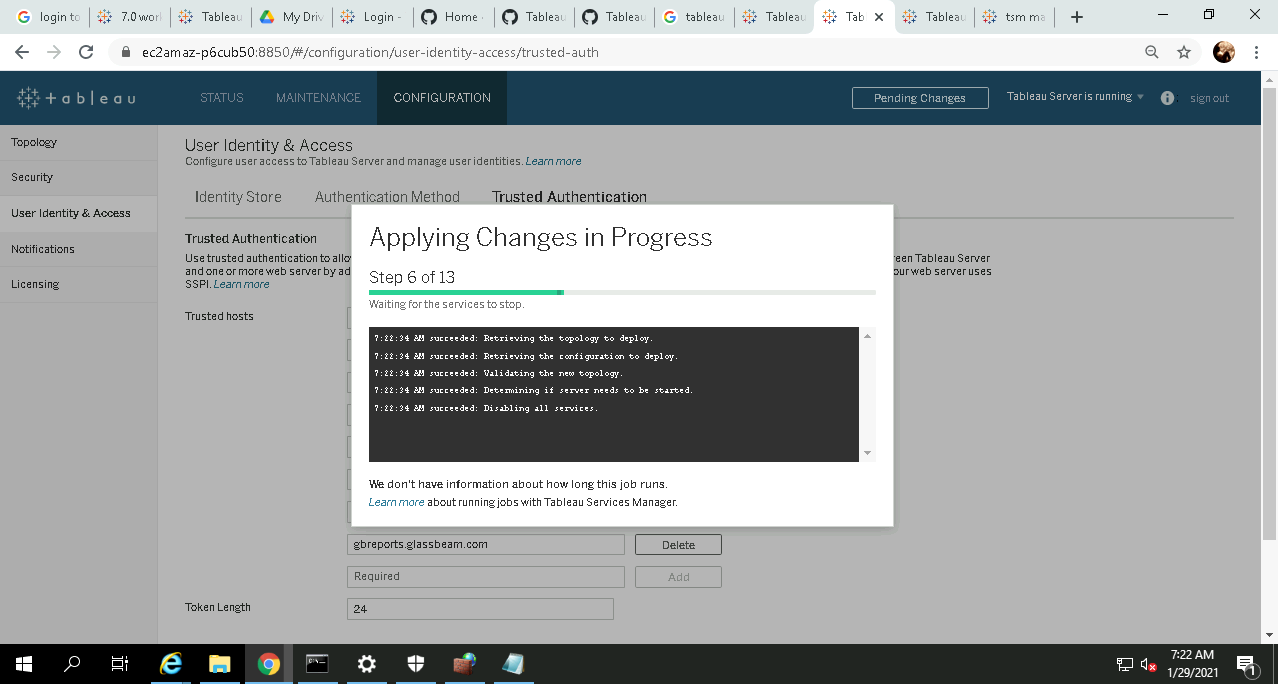 login to
7.0 worl
Tableau
My Driv
Login -
Home ·
Tableau
Tableau
tableau
Tableau
Tab
Tableau
tsm ma
ec2amaz-p6cub50:8850/#/configuration/user-identity-access/trusted-auth
+ a b l e a u
STATUS
MAINTENANCE
CONFIGURATION
Pending Changes
Tableau Server is running
sign out
Topology
Security
User Identity & Access
Notifications
Licensing
User Identity & Access
Configure user access to Tableau Server and manage user identities. Learn more
Identity Store
Authentication Method
Trusted Authentication
Trusted Authentication
Use trusted authentication to allo
een Tableau Server
and one or more web server by ad
our web server uses
SSPI. Learn more
Trusted hosts
Applying Changes in Progress
Step 6 of 13
Waiting for the services to stop.
7:22:34 AM succeeded: Retrieving the topology to deploy.
7:22:34 AM succeeded: Retrieving the configuration to deploy.
7:22:34 AM succeeded: Validating the new topology.
7:22:34 AM succeeded: Determining if server needs to be started.
7:22:34 AM succeeded: Disabling all services.
We don't have information about how long this job runs.
Learn more about running jobs with Tableau Services Manager.
gbreports.glassbeam.com
Delete
Required
Add
Token Length
24
7:22 AM
1/29/2021
1